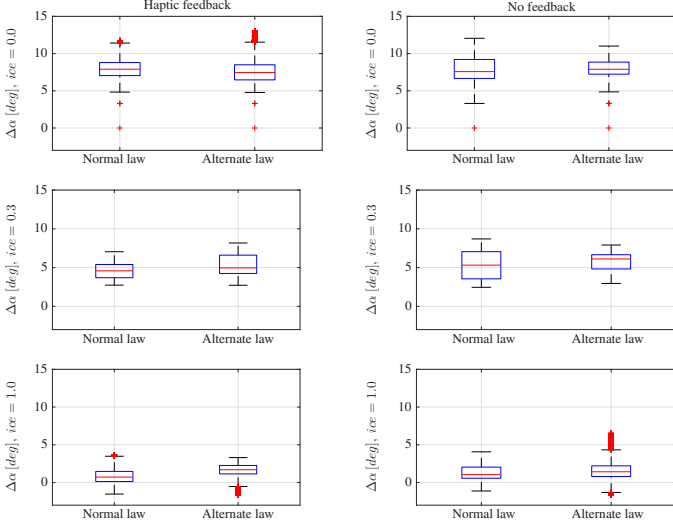 Haptic feedback
No feedback
Δα [deg], ice = 0.0
15
10
5
0
Normal law Alternate law
Δα [deg], ice = 0.0
15
10
5
0
Normal law Alternate law
Δα [deg], ice = 0.3
15
10
5
0
Normal law Alternate law
Δα [deg], ice = 0.3
15
10
5
0
Normal law Alternate law
Δα [deg], ice = 1.0
15
10
5
0
Normal law Alternate law
Δα [deg], ice = 1.0
15
10
5
0
Normal law Alternate law